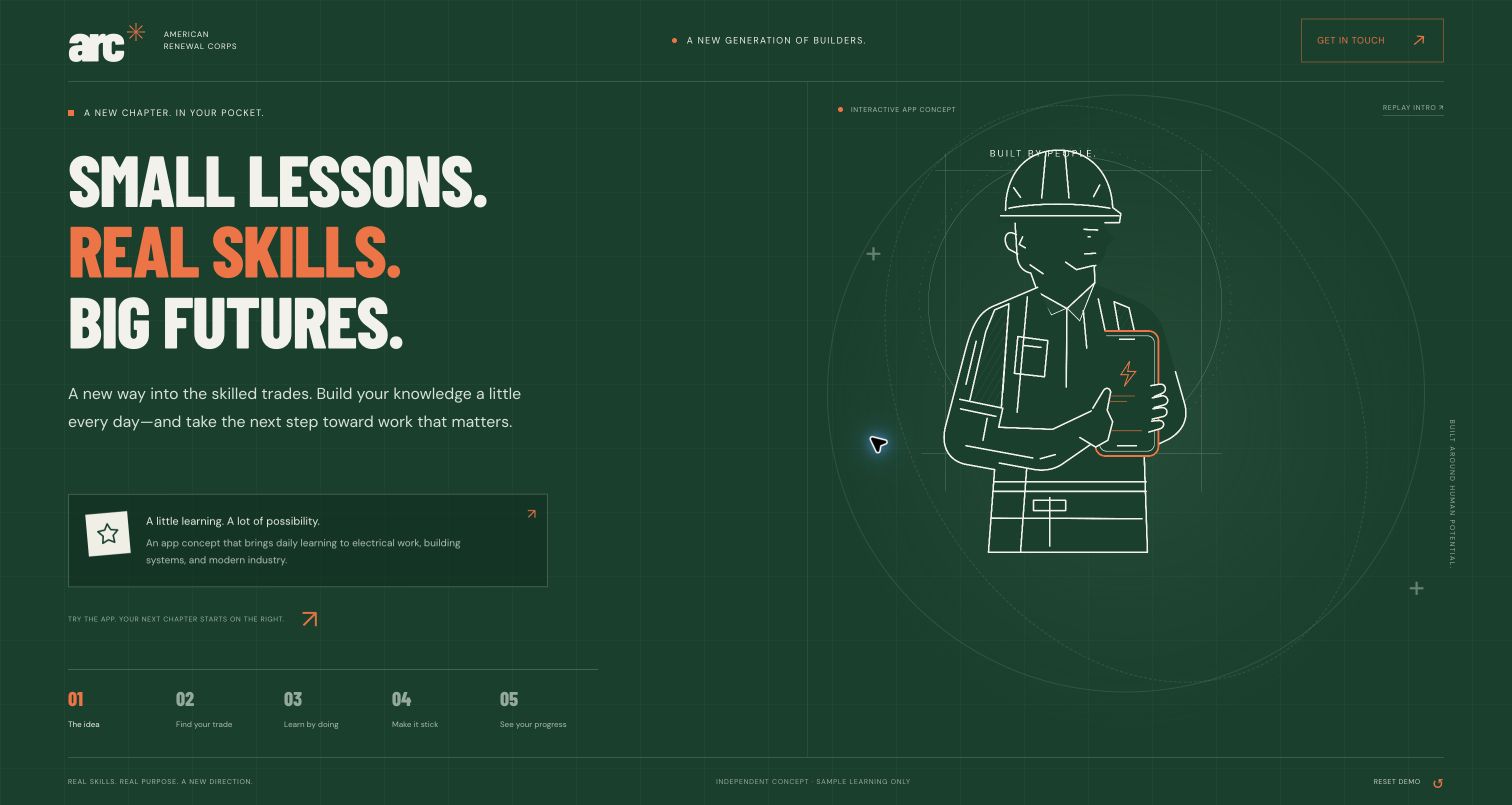 arc
AMERICAN
RENEWAL CORPS
A NEW GENERATION OF BUILDERS.
GET IN TOUCH
A NEW CHAPTER. IN YOUR POCKET.
SMALL LESSONS.
REAL SKILLS.
BIG FUTURES.
A new way into the skilled trades. Build your knowledge a little
every day—and take the next step toward work that matters.
A little learning. A lot of possibility.
An app concept that brings daily learning to electrical work, building
systems, and modern industry.
TRY THE APP. YOUR NEXT CHAPTER STARTS ON THE RIGHT.
01
The idea
02
Find your trade
03
Learn by doing
04
Make it stick
05
See your progress
INTERACTIVE APP CONCEPT
REPLAY INTRO
BUILT BY PEOPLE.
BUILT AROUND HUMAN POTENTIAL.
REAL SKILLS. REAL PURPOSE. A NEW DIRECTION.
INDEPENDENT CONCEPT · SAMPLE LEARNING ONLY
RESET DEMO